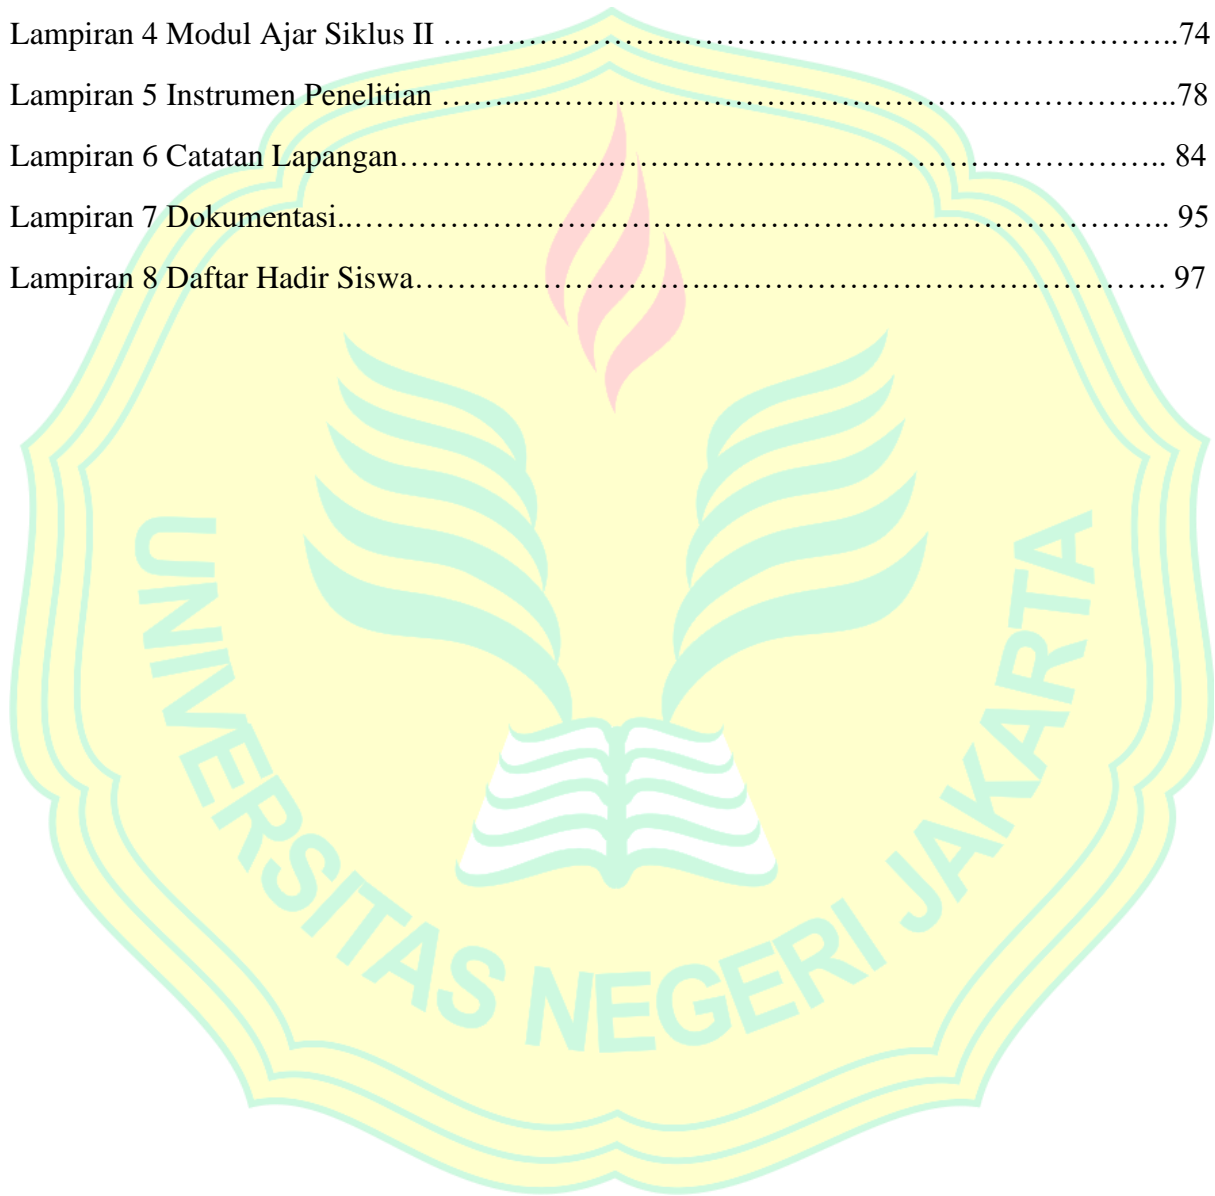 Lampiran 4 Modul Ajar Siklus II ………………..……………………………………………..74
Lampiran 5 Instrumen Penelitian ……..………………………………………………………..78
Lampiran 6 Catatan Lapangan………………..………………………………………………….. 84
Lampiran 7 Dokumentasi..……………………………………………………………………….. 95
Lampiran 8 Daftar Hadir Siswa……………………….…………………………………………. 97
UNIVERSITAS NEGERI JAKARTA